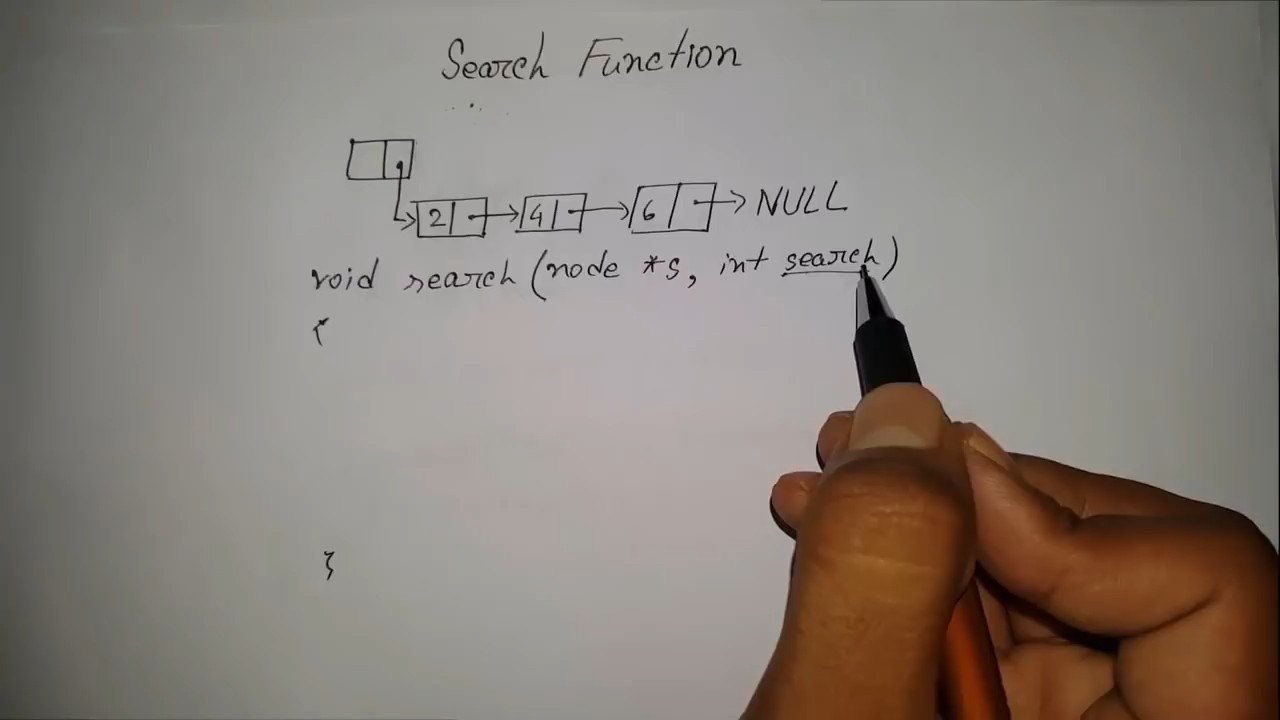 Search Function
2 4 6 NULL
void search (node *s, int search)
{
}